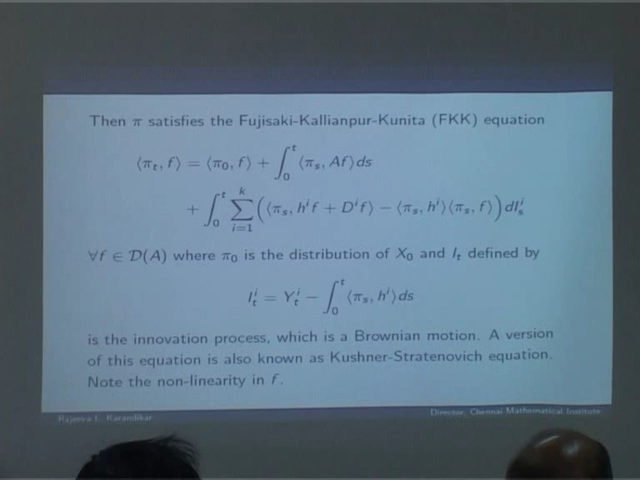 Then π satisfies the Fujisaki-Kallianpur-Kunita (FKK) equation
⟨π_t, f⟩ = ⟨π_0, f⟩ + ∫_0^t ⟨π_s, Af⟩ds
+ ∫_0^t ∑_{i=1}^k (⟨π_s, h^i f + D^i f⟩ − ⟨π_s, h^i⟩⟨π_s, f⟩) dI_s^i
∀f ∈ D(A) where π_0 is the distribution of X_0 and I_t defined by
I_t^i = Y_t^i − ∫_0^t ⟨π_s, h^i⟩ds
is the innovation process, which is a Brownian motion. A version
of this equation is also known as Kushner-Stratenovich equation.
Note the non-linearity in f.
Rajeeva L. Karandikar Director, Chennai Mathematical Institute